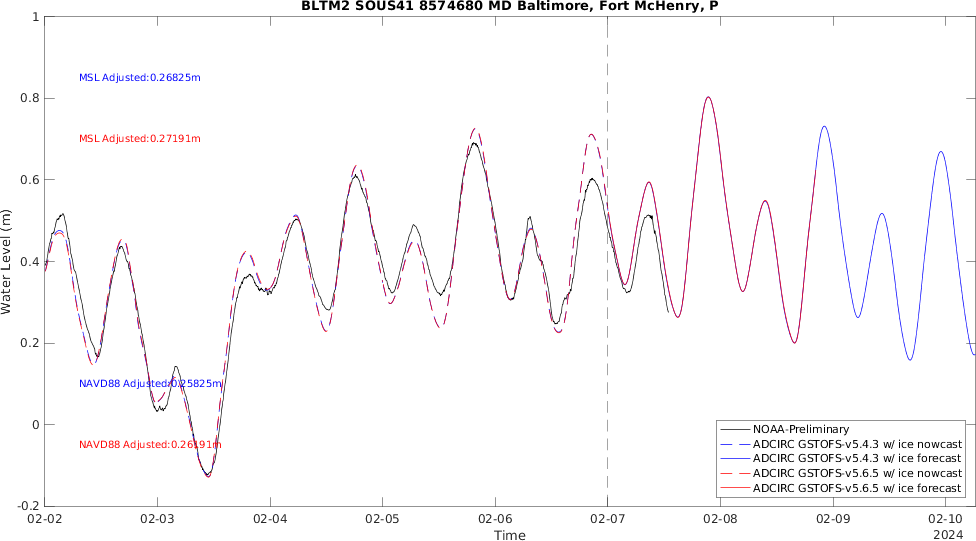 BLTM2 SOUS41 8574680 MD Baltimore, Fort McHenry, P
1
MSL Adjusted:0.26825m
0.8
MSL Adjusted:0.27191m
0.6
Water Level (m)
0.4
0.2
NAVD88 Adjusted:0.25825m
0
NAVD88 Adjusted:0.26191m
-0.2
NOAA-Preliminary
ADCIRC GSTOFS-v5.4.3 w/ ice nowcast
ADCIRC GSTOFS-v5.4.3 w/ ice forecast
ADCIRC GSTOFS-v5.6.5 w/ ice nowcast
ADCIRC GSTOFS-v5.6.5 w/ ice forecast
02-02 02-03 02-04 02-05 02-06 02-07 02-08 02-09 02-10
Time 2024